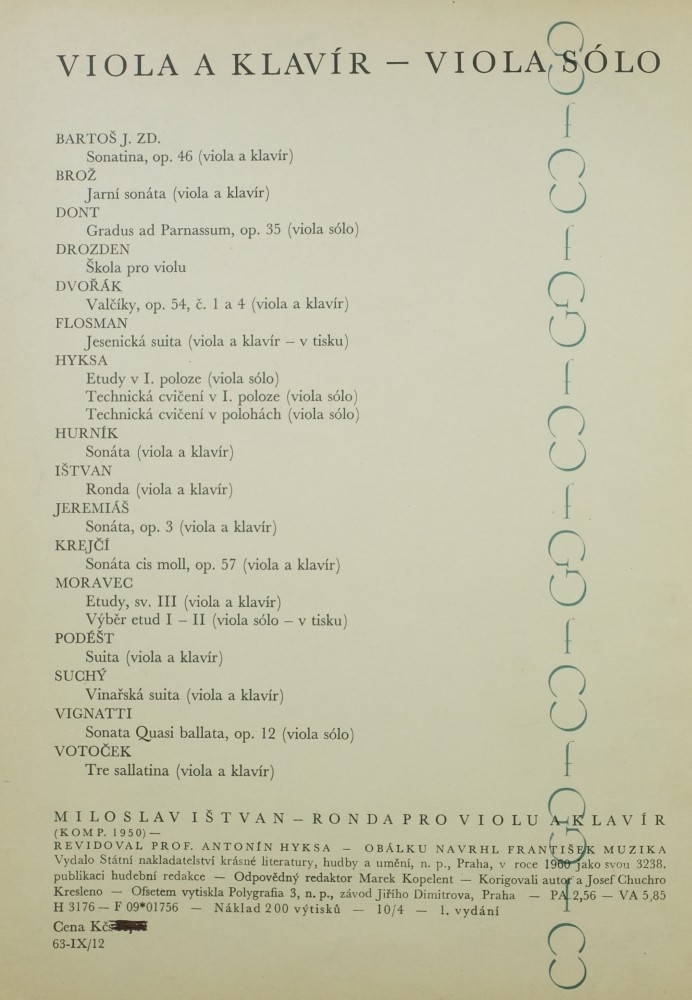 VIOLA A KLAVÍR – VIOLA SÓLO
BARTOŠ J. ZD.
Sonatina, op. 46 (viola a klavír)
BROŽ
Jarní sonáta (viola a klavír)
DONT
Gradus ad Parnassum, op. 35 (viola sólo)
DROZDEN
Škola pro violu
DVOŘÁK
Valčíky, op. 54, č. 1 a 4 (viola a klavír)
FLOSMAN
Jesenická suita (viola a klavír – v tisku)
HYKSA
Etudy v I. poloze (viola sólo)
Technická cvičení v I. poloze (viola sólo)
Technická cvičení v polohách (viola sólo)
HURNÍK
Sonáta (viola a klavír)
IŠTVAN
Ronda (viola a klavír)
JEREMIÁŠ
Sonáta, op. 3 (viola a klavír)
KREJČÍ
Sonáta cis moll, op. 57 (viola a klavír)
MORAVEC
Etudy, sv. III (viola a klavír)
Výběr etud I – II (viola sólo – v tisku)
PODÉŠT
Suita (viola a klavír)
SUCHÝ
Vinařská suita (viola a klavír)
VIGNATTI
Sonata Quasi ballata, op. 12 (viola sólo)
VOTOČEK
Tre sallatina (viola a klavír)
MILOSLAV IŠTVAN – RONDA PRO VIOLU A KLAVÍR
(KOMP. 1950) —
REVIDOVAL PROF. ANTONÍN HYKSA – OBÁLKU NAVRHL FRANTIŠEK MUZIKA
Vydalo Státní nakladatelství krásné literatury, hudby a umění, n. p., Praha, v roce 1960 jako svou 3238.
publikaci hudební redakce — Odpovědný redaktor Marek Kopelent — Korigovali autor a Josef Chuchro
Kresleno — Ofsetem vytiskla Polygrafia 3, n. p., závod Jiřího Dimitrova, Praha — PA 2,56 — VA 5,85
H 3176 — F 09*01756 — Náklad 200 výtisků — 10/4 — 1. vydání
Cena Kčs
63-IX/12